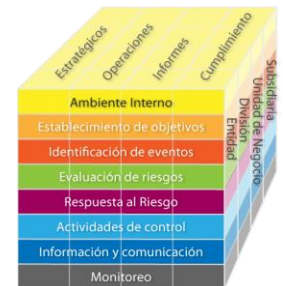 Estratégicos
Operaciones
Informes
Cumplimiento
Ambiente Interno
Establecimiento de objetivos
Identificación de eventos
Evaluación de riesgos
Respuesta al Riesgo
Actividades de control
Información y comunicación
Monitoreo
Entidad
División
Unidad de Negocio
Subsidiaria